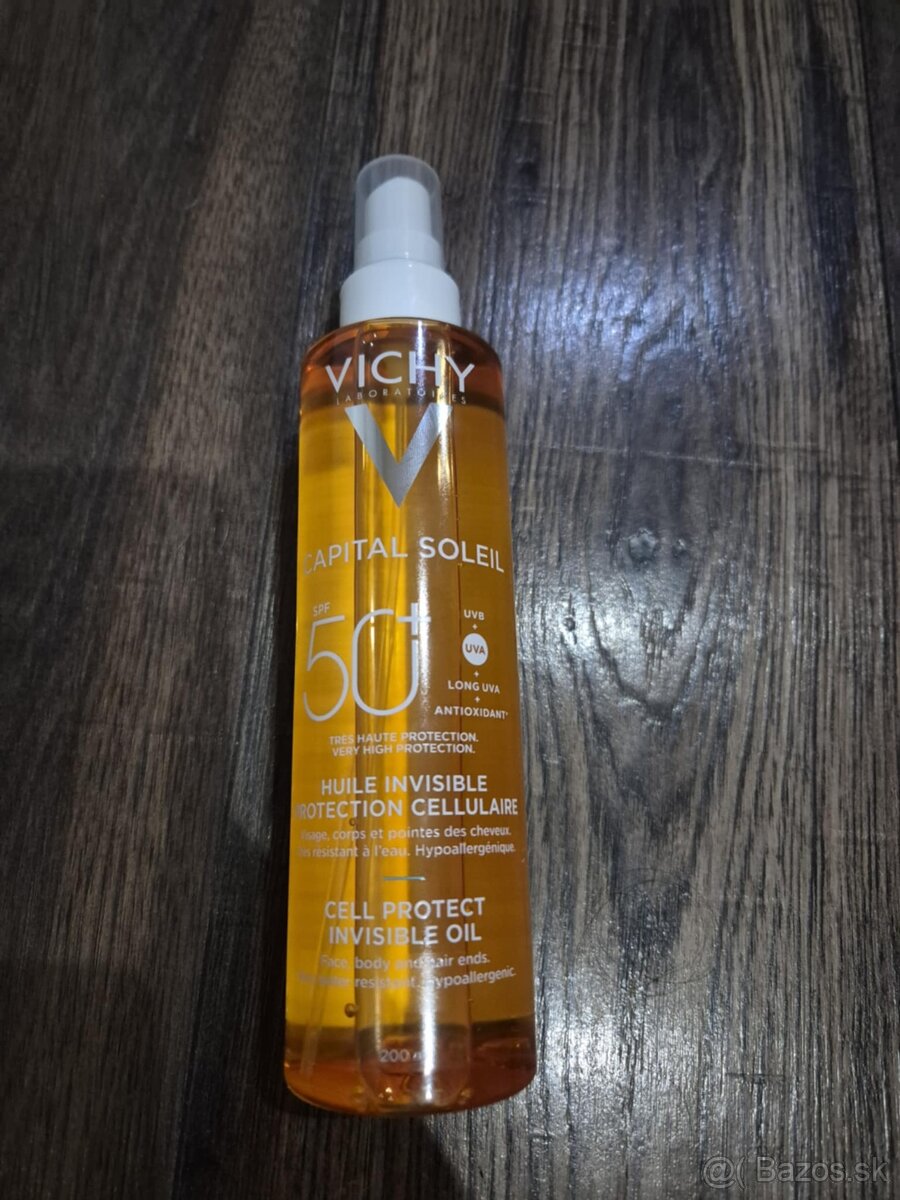 VICHY
LABORATOIRES
CAPITAL SOLEIL
SPF
50+
UVB
+
UVA
+
LONG UVA
+
ANTIOXIDANT*
TRÈS HAUTE PROTECTION.
VERY HIGH PROTECTION.
HUILE INVISIBLE
PROTECTION CELLULAIRE
Visage, corps et pointes des cheveux.
Très résistant à l'eau. Hypoallergénique.
CELL PROTECT
INVISIBLE OIL
Face, body and hair ends.
water resistant. Hypoallergenic.
200
@( Bazos.sk